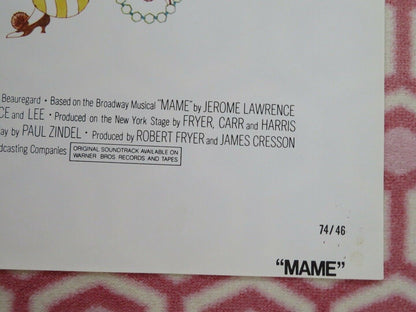 Beauregard • Based on the Broadway Musical "MAME" by JEROME LAWRENCE
CE and LEE • Produced on the New York Stage by FRYER, CARR and HARRIS
lay by PAUL ZINDEL • Produced by ROBERT FRYER and JAMES CRESSON
dcasting Companies ORIGINAL SOUNDTRACK AVAILABLE ON
WARNER BROS. RECORDS AND TAPES
74/46
"MAME"